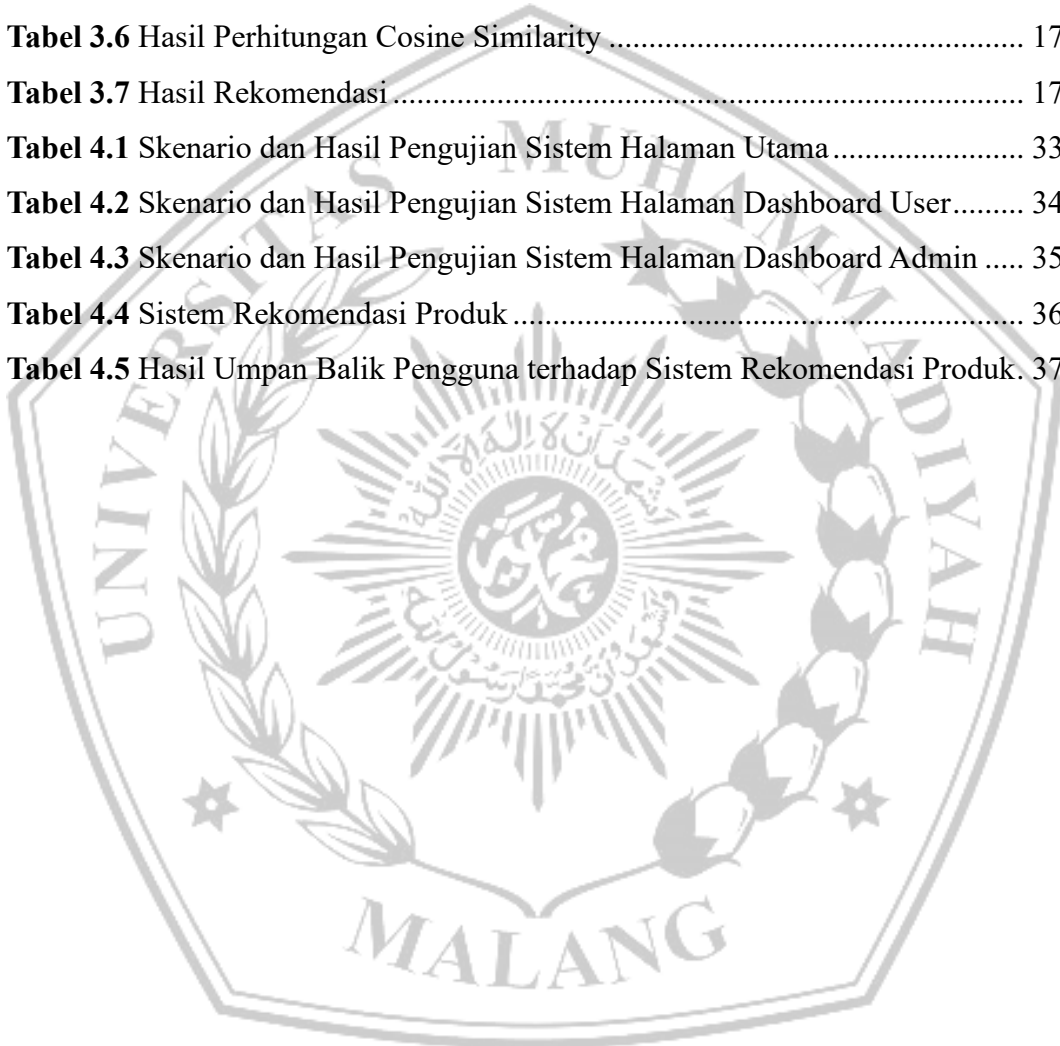 Tabel 3.6 Hasil Perhitungan Cosine Similarity ................................................ 17
Tabel 3.7 Hasil Rekomendasi ......................................................................... 17
Tabel 4.1 Skenario dan Hasil Pengujian Sistem Halaman Utama ...................... 33
Tabel 4.2 Skenario dan Hasil Pengujian Sistem Halaman Dashboard User......... 34
Tabel 4.3 Skenario dan Hasil Pengujian Sistem Halaman Dashboard Admin ..... 35
Tabel 4.4 Sistem Rekomendasi Produk ........................................................... 36
Tabel 4.5 Hasil Umpan Balik Pengguna terhadap Sistem Rekomendasi Produk. 37
UNIVERSITAS MUHAMMADIYAH
MALANG